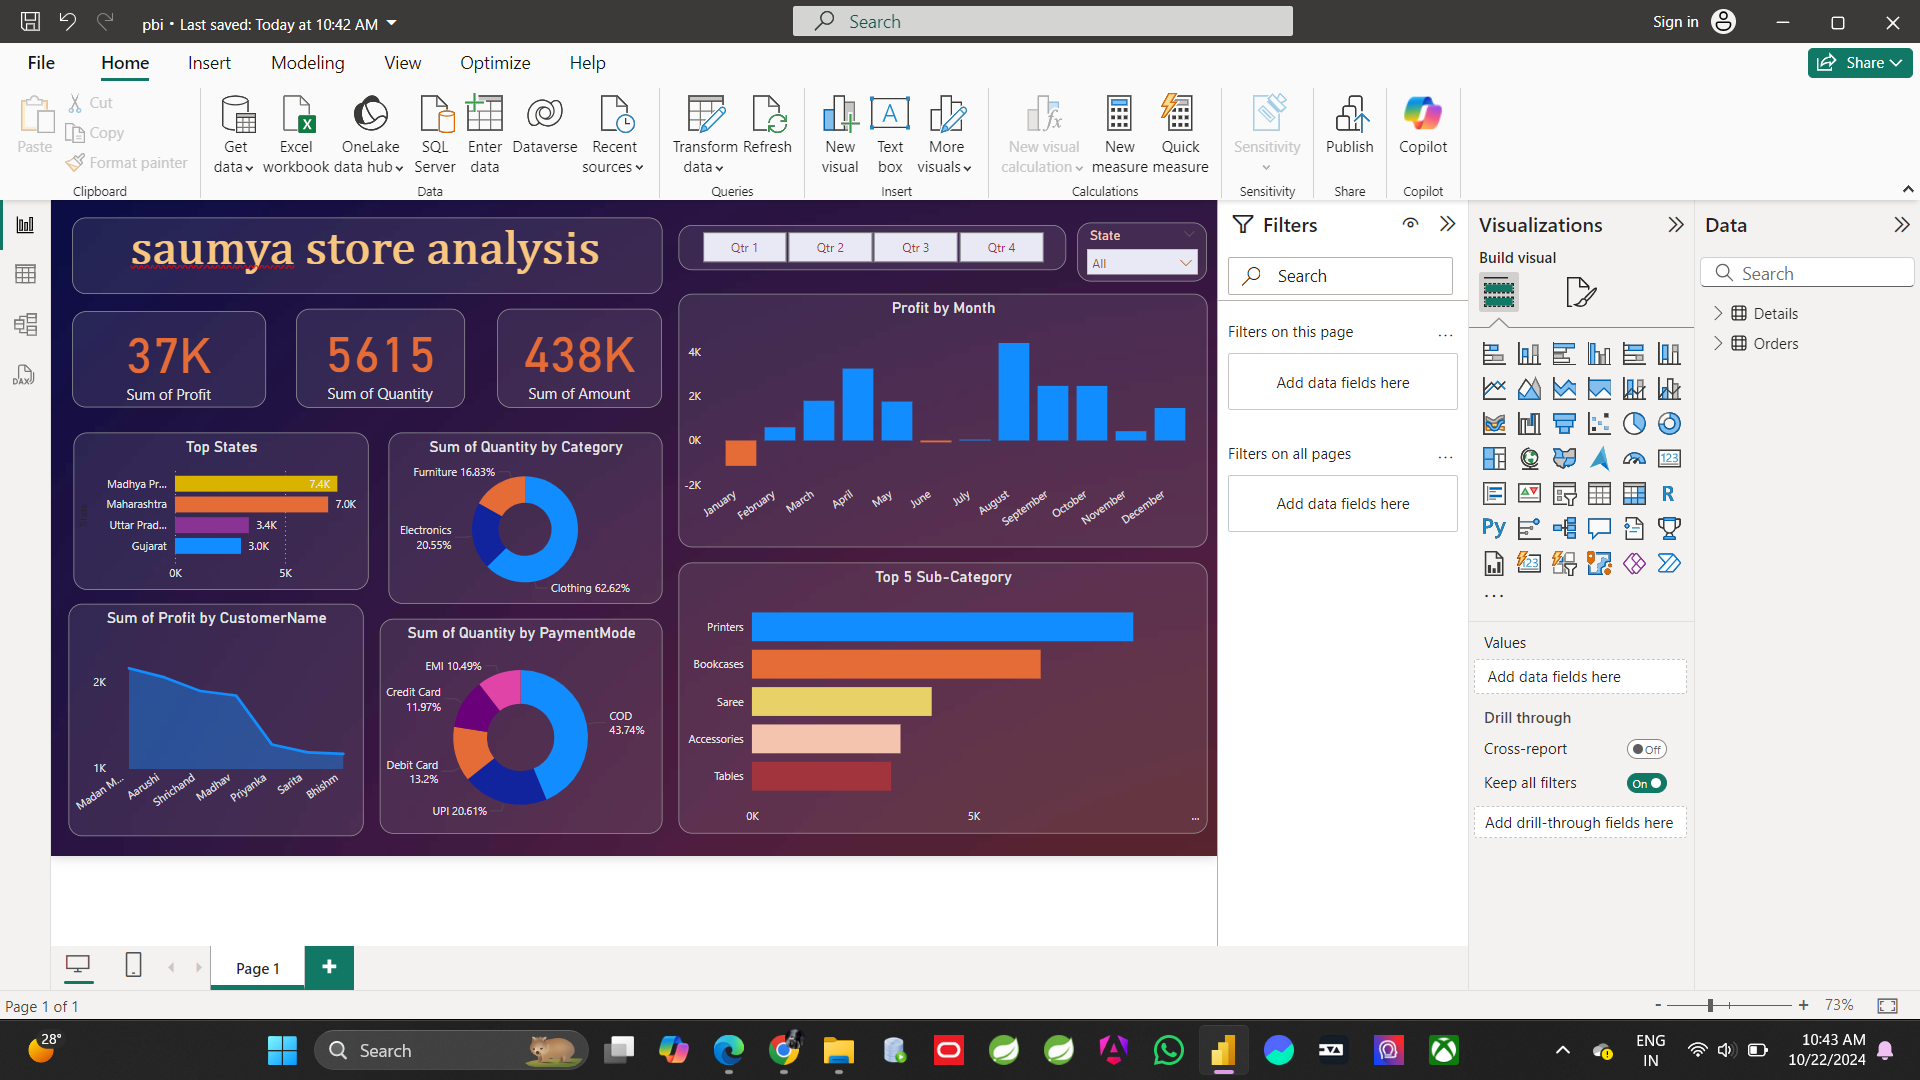 pbi • Last saved: Today at 10:42 AM
Search
Sign in
File
Home
Insert
Modeling
View
Optimize
Help
Share
Paste
Cut
Copy
Format painter
Clipboard
Get data
Excel workbook
OneLake data hub
SQL Server
Enter data
Dataverse
Recent sources
Data
Transform data
Refresh
Queries
New visual
Text box
More visuals
Insert
New visual calculation
New measure
Quick measure
Calculations
Sensitivity
Sensitivity
Publish
Share
Copilot
Copilot
saumya store analysis
Qtr 1
Qtr 2
Qtr 3
Qtr 4
State
All
37K
Sum of Profit
5615
Sum of Quantity
438K
Sum of Amount
Profit by Month
4K
2K
0K
-2K
January
February
March
April
May
June
July
August
September
October
November
December
Top States
Madhya Pr...
7.4K
Maharashtra
7.0K
Uttar Prad...
3.4K
Gujarat
3.0K
0K
5K
Sum of Quantity by Category
Furniture 16.83%
Electronics
20.55%
Clothing 62.62%
Sum of Profit by CustomerName
2K
1K
Madan M...
Aarushi
Shrichand
Madhav
Priyanka
Sarita
Bhishm
Sum of Quantity by PaymentMode
EMI 10.49%
Credit Card
11.97%
COD
43.74%
Debit Card
13.2%
UPI 20.61%
Top 5 Sub-Category
Printers
Bookcases
Saree
Accessories
Tables
0K
5K
...
Filters
Search
Filters on this page
...
Add data fields here
Filters on all pages
...
Add data fields here
Visualizations
Build visual
123
R
Py
123
...
Values
Add data fields here
Drill through
Cross-report
Off
Keep all filters
On
Add drill-through fields here
Data
Search
Details
Orders
DAX
Page 1
+
Page 1 of 1
-
+
73%
28°
Search
ENG
IN
10:43 AM
10/22/2024